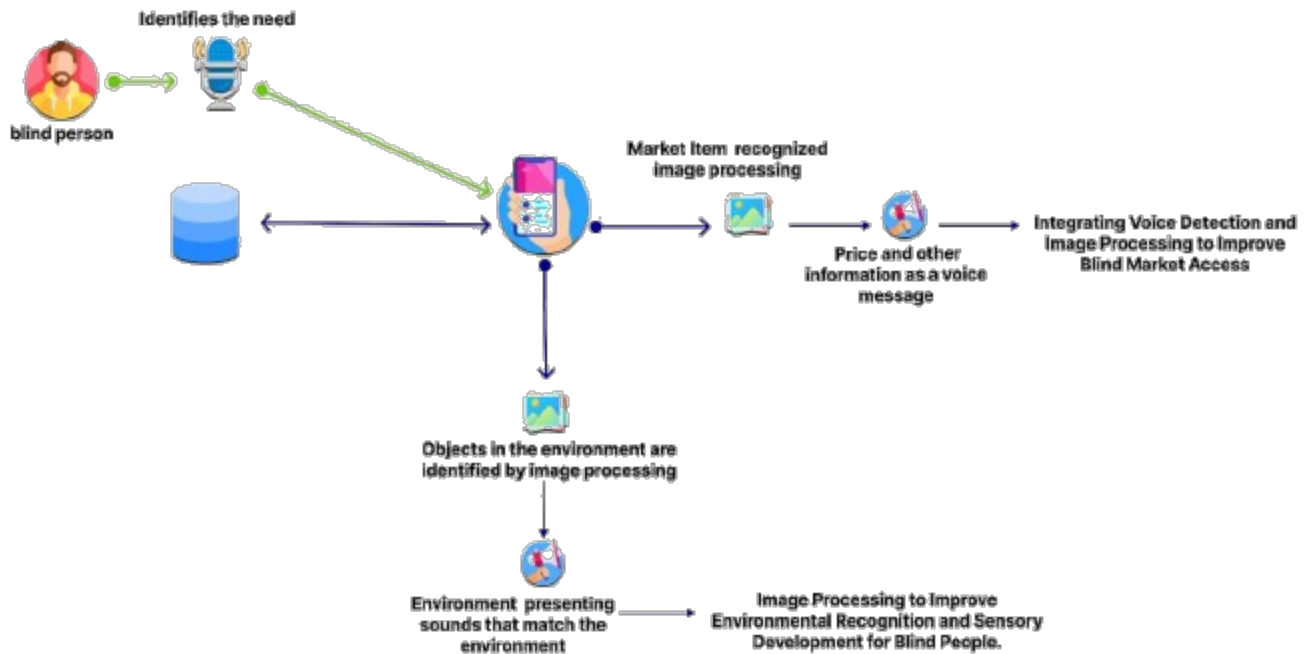 Identifies the need
blind person
Market Item recognized
image processing
Price and other
information as a voice
message
Integrating Voice Detection and
Image Processing to Improve
Blind Market Access
Objects in the environment are
identified by image processing
Environment presenting
sounds that match the
environment
Image Processing to Improve
Environmental Recognition and Sensory
Development for Blind People.